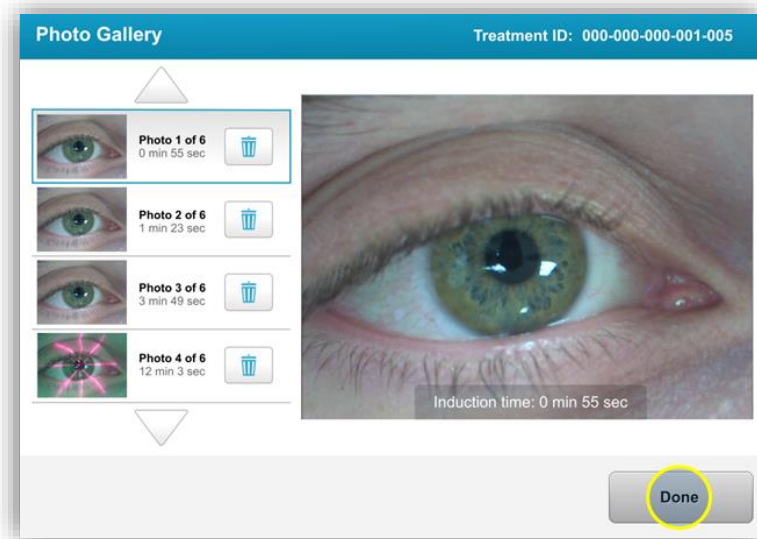 Photo Gallery
Treatment ID: 000-000-000-001-005
Photo 1 of 6
0 min 55 sec
Photo 2 of 6
1 min 23 sec
Photo 3 of 6
3 min 49 sec
Photo 4 of 6
12 min 3 sec
Induction time: 0 min 55 sec
Done